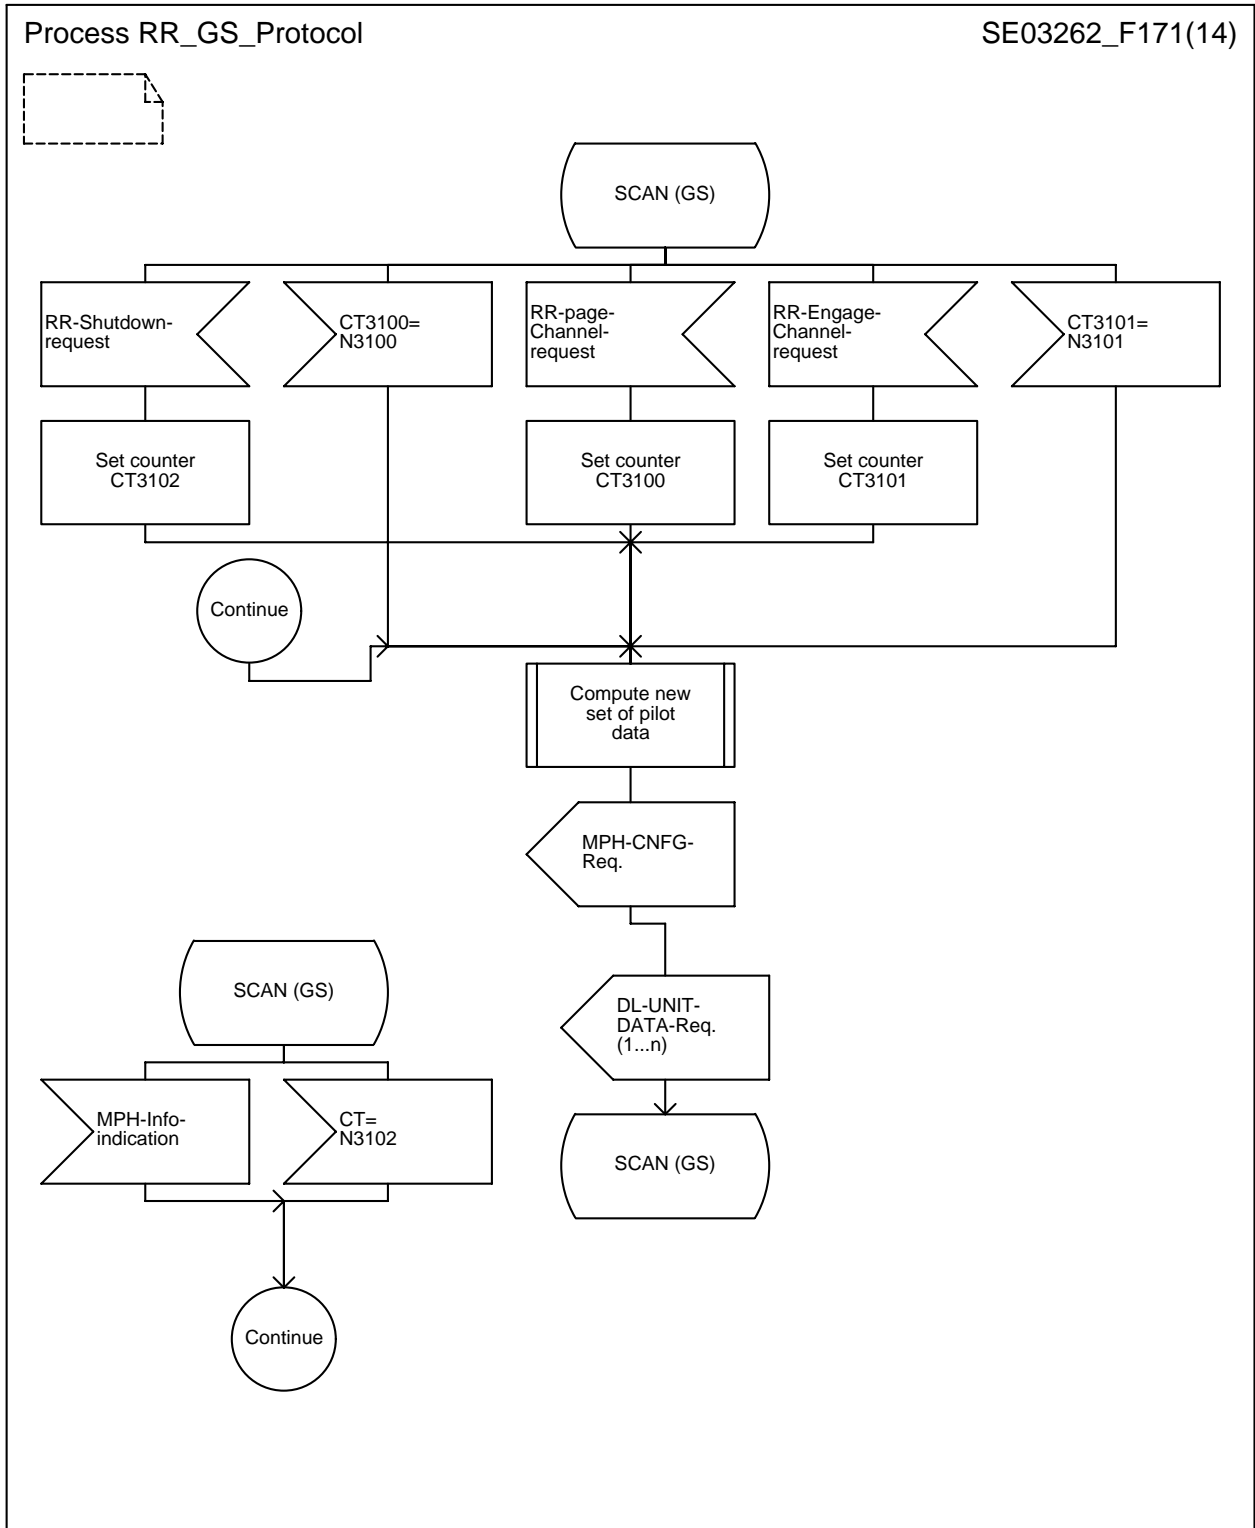 Process RR_GS_Protocol
SE03262_F171(14)
SCAN (GS)
RR-Shutdown-
request
CT3100=
N3100
RR-page-
Channel-
request
RR-Engage-
Channel-
request
CT3101=
N3101
Set counter
CT3102
Set counter
CT3100
Set counter
CT3101
Continue
Compute new
set of pilot
data
MPH-CNFG-
Req.
SCAN (GS)
DL-UNIT-
DATA-Req.
(1...n)
MPH-Info-
indication
CT=
N3102
SCAN (GS)
Continue